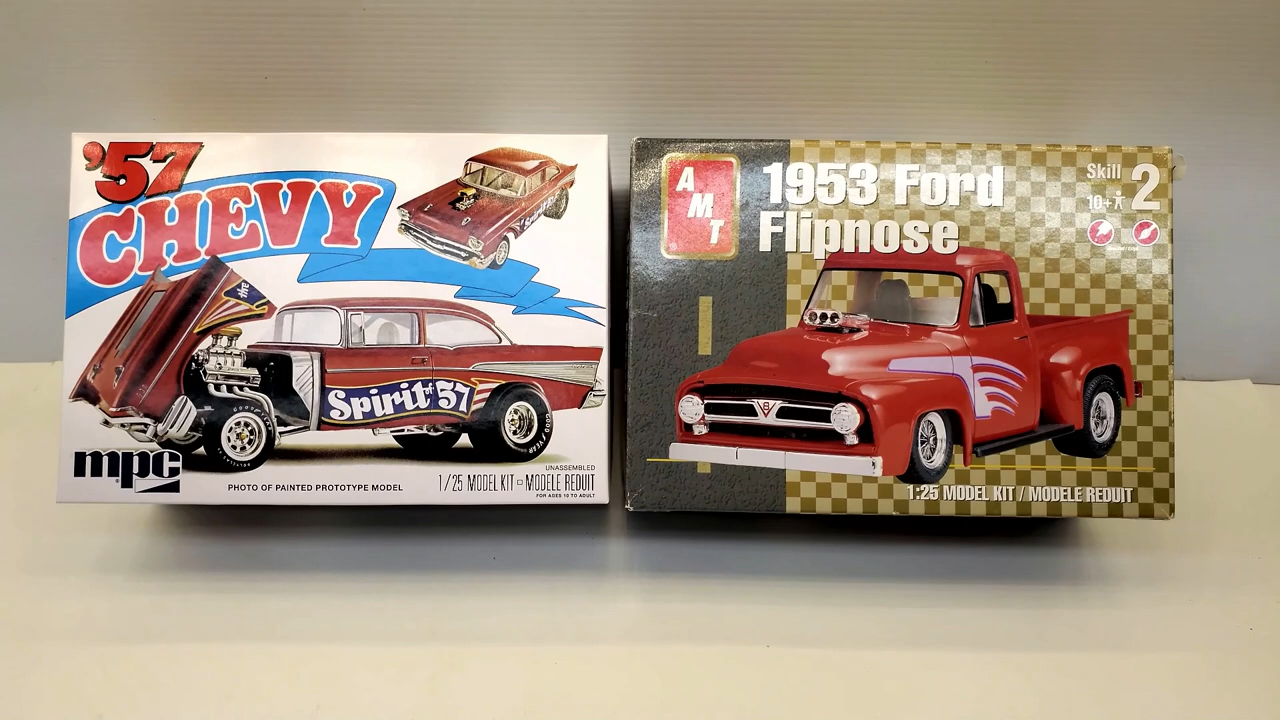 '57
CHEVY
the
Spirit of 57
GOOD/YEAR
mpc
PHOTO OF PAINTED PROTOTYPE MODEL
UNASSEMBLED
1/25 MODEL KIT - MODELE REDUIT
FOR AGES 10 TO ADULT
AMT
1953 Ford
Flipnose
Skill 2
10+
V8
1:25 MODEL KIT / MODELE REDUIT